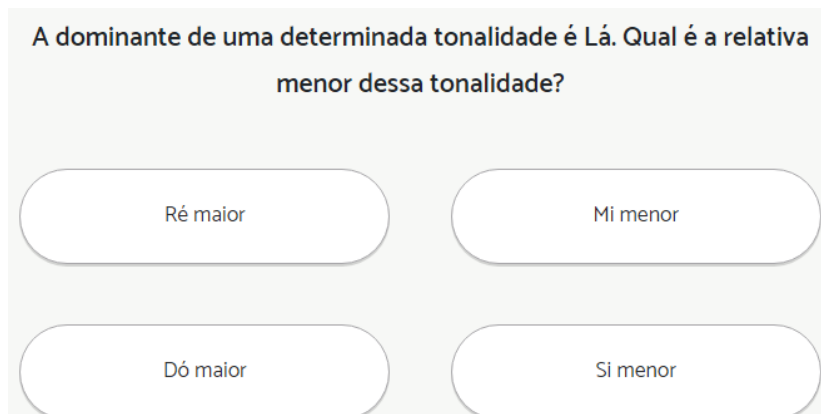 A dominante de uma determinada tonalidade é Lá. Qual é a relativa
menor dessa tonalidade?
Ré maior
Mi menor
Dó maior
Si menor